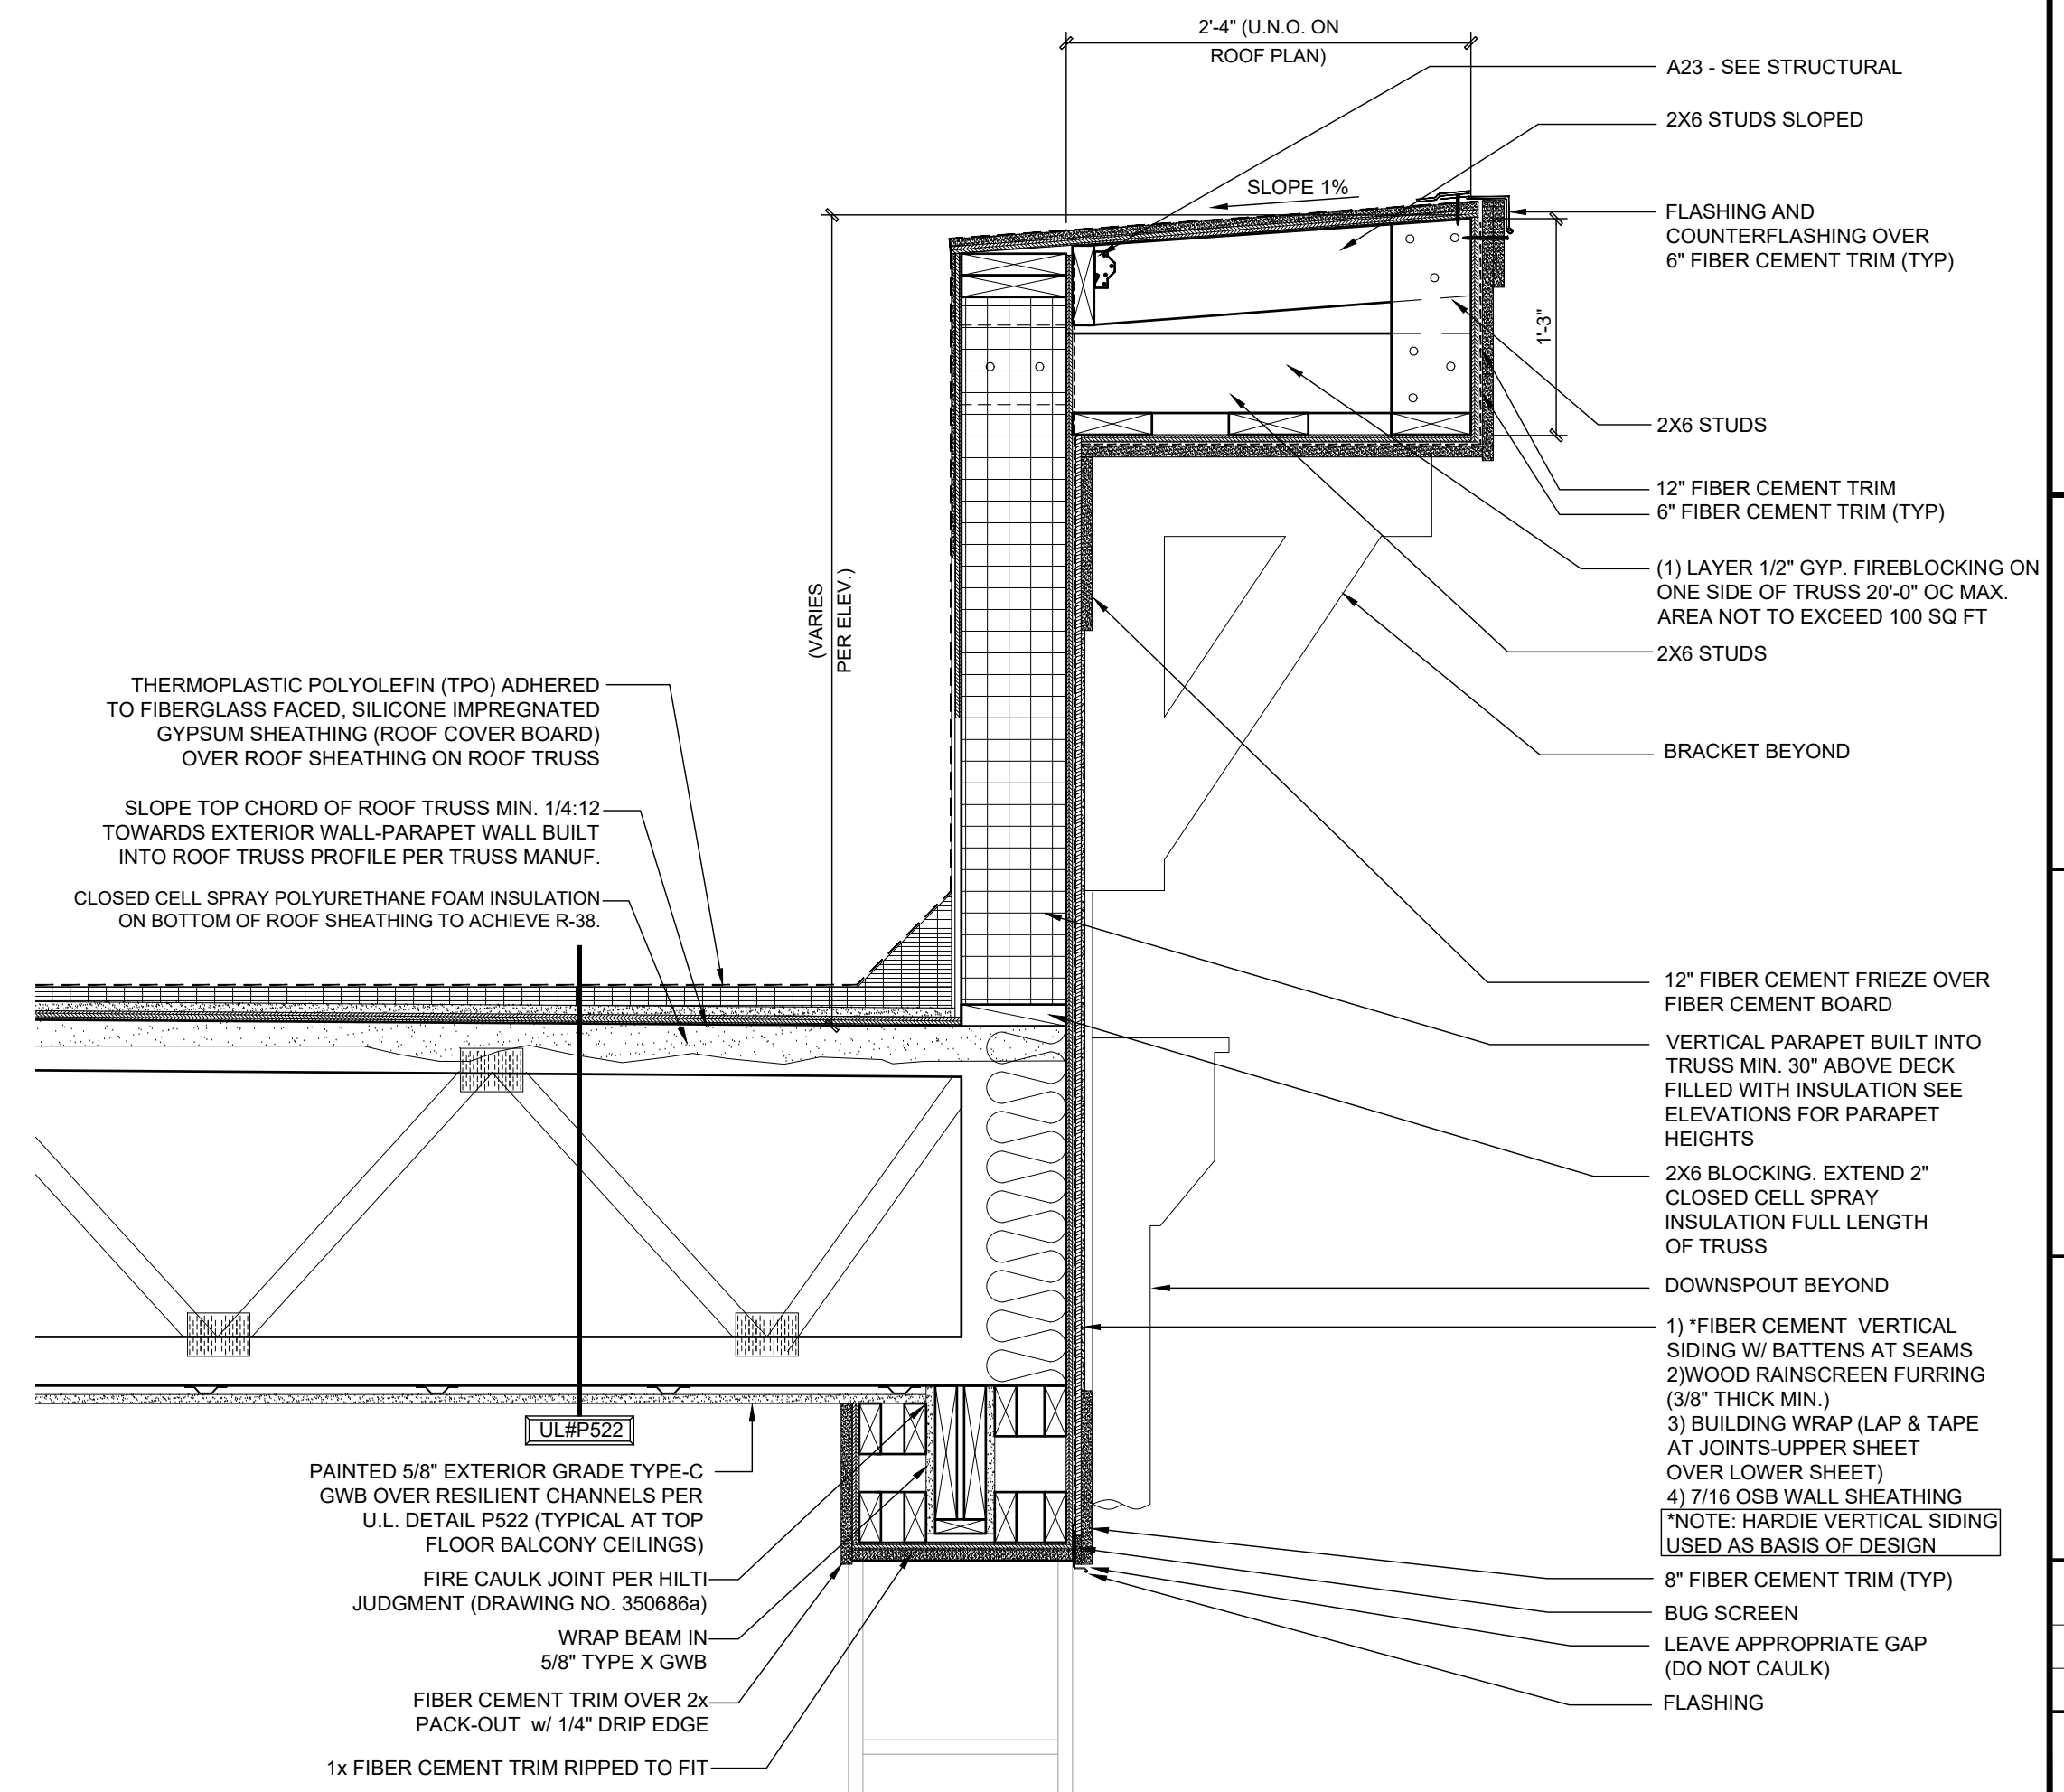 2'-4" (U.N.O. ON
ROOF PLAN)
A23 - SEE STRUCTURAL
2X6 STUDS SLOPED
SLOPE 1%
FLASHING AND
COUNTERFLASHING OVER
6" FIBER CEMENT TRIM (TYP)
1'-3"
2X6 STUDS
12" FIBER CEMENT TRIM
6" FIBER CEMENT TRIM (TYP)
(1) LAYER 1/2" GYP. FIREBLOCKING ON
ONE SIDE OF TRUSS 20'-0" OC MAX.
AREA NOT TO EXCEED 100 SQ FT
2X6 STUDS
(VARIES
PER ELEV.)
BRACKET BEYOND
THERMOPLASTIC POLYOLEFIN (TPO) ADHERED
TO FIBERGLASS FACED, SILICONE IMPREGNATED
GYPSUM SHEATHING (ROOF COVER BOARD)
OVER ROOF SHEATHING ON ROOF TRUSS
SLOPE TOP CHORD OF ROOF TRUSS MIN. 1/4:12
TOWARDS EXTERIOR WALL-PARAPET WALL BUILT
INTO ROOF TRUSS PROFILE PER TRUSS MANUF.
CLOSED CELL SPRAY POLYURETHANE FOAM INSULATION
ON BOTTOM OF ROOF SHEATHING TO ACHIEVE R-38.
12" FIBER CEMENT FRIEZE OVER
FIBER CEMENT BOARD
VERTICAL PARAPET BUILT INTO
TRUSS MIN. 30" ABOVE DECK
FILLED WITH INSULATION SEE
ELEVATIONS FOR PARAPET
HEIGHTS
2X6 BLOCKING. EXTEND 2"
CLOSED CELL SPRAY
INSULATION FULL LENGTH
OF TRUSS
DOWNSPOUT BEYOND
1) *FIBER CEMENT VERTICAL
SIDING W/ BATTENS AT SEAMS
2)WOOD RAINSCREEN FURRING
(3/8" THICK MIN.)
3) BUILDING WRAP (LAP & TAPE
AT JOINTS-UPPER SHEET
OVER LOWER SHEET)
4) 7/16 OSB WALL SHEATHING
*NOTE: HARDIE VERTICAL SIDING
USED AS BASIS OF DESIGN
8" FIBER CEMENT TRIM (TYP)
BUG SCREEN
LEAVE APPROPRIATE GAP
(DO NOT CAULK)
FLASHING
UL#P522
PAINTED 5/8" EXTERIOR GRADE TYPE-C
GWB OVER RESILIENT CHANNELS PER
U.L. DETAIL P522 (TYPICAL AT TOP
FLOOR BALCONY CEILINGS)
FIRE CAULK JOINT PER HILTI
JUDGMENT (DRAWING NO. 350686a)
WRAP BEAM IN
5/8" TYPE X GWB
FIBER CEMENT TRIM OVER 2x
PACK-OUT w/ 1/4" DRIP EDGE
1x FIBER CEMENT TRIM RIPPED TO FIT